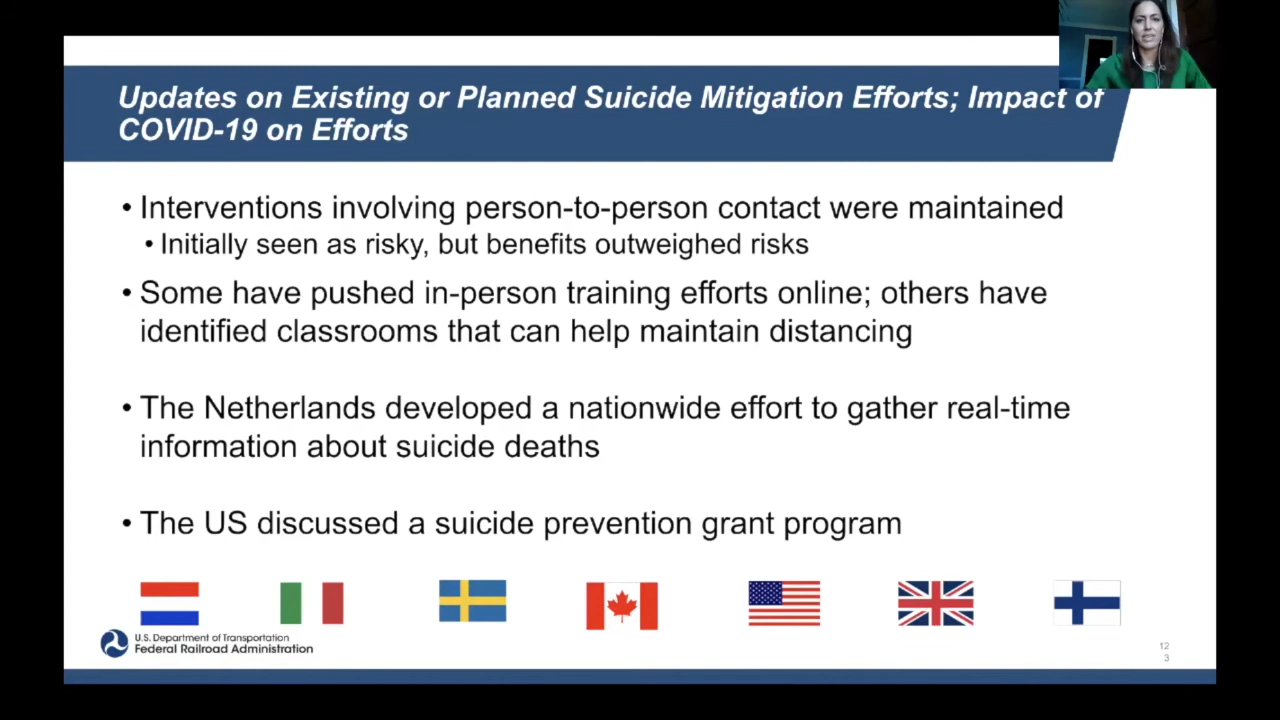 Updates on Existing or Planned Suicide Mitigation Efforts; Impact of
COVID-19 on Efforts
• Interventions involving person-to-person contact were maintained
• Initially seen as risky, but benefits outweighed risks
• Some have pushed in-person training efforts online; others have
identified classrooms that can help maintain distancing
• The Netherlands developed a nationwide effort to gather real-time
information about suicide deaths
• The US discussed a suicide prevention grant program
U.S. Department of Transportation
Federal Railroad Administration
12
3